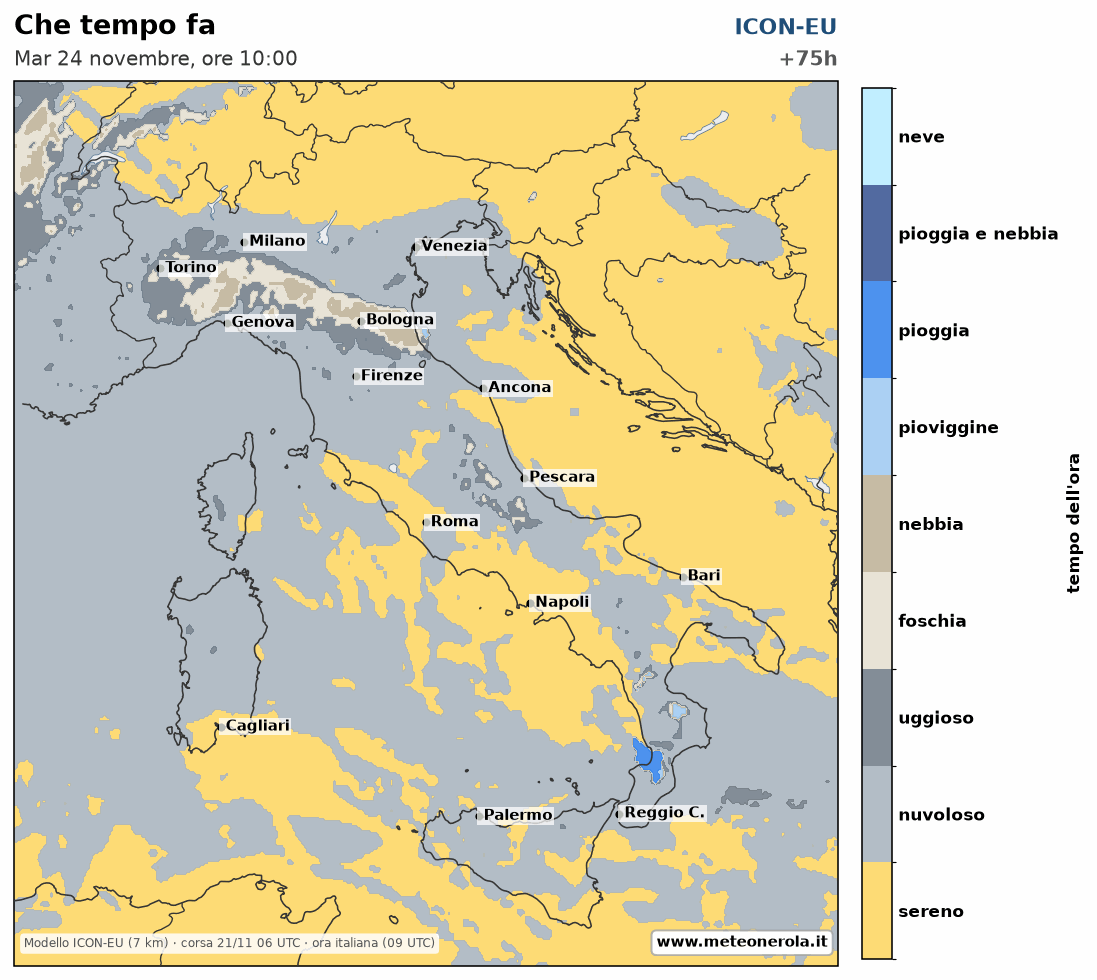 Che tempo fa
ICON-EU
Mar 24 novembre, ore 10:00
+75h
neve
pioggia e nebbia
pioggia
pioviggine
nebbia
foschia
uggioso
nuvoloso
sereno
tempo dell'ora
Milano
Venezia
Torino
Genova
Bologna
Firenze
Ancona
Pescara
Roma
Bari
Napoli
Cagliari
Palermo
Reggio C.
Modello ICON-EU (7 km) · corsa 21/11 06 UTC · ora italiana (09 UTC)
www.meteonerola.it